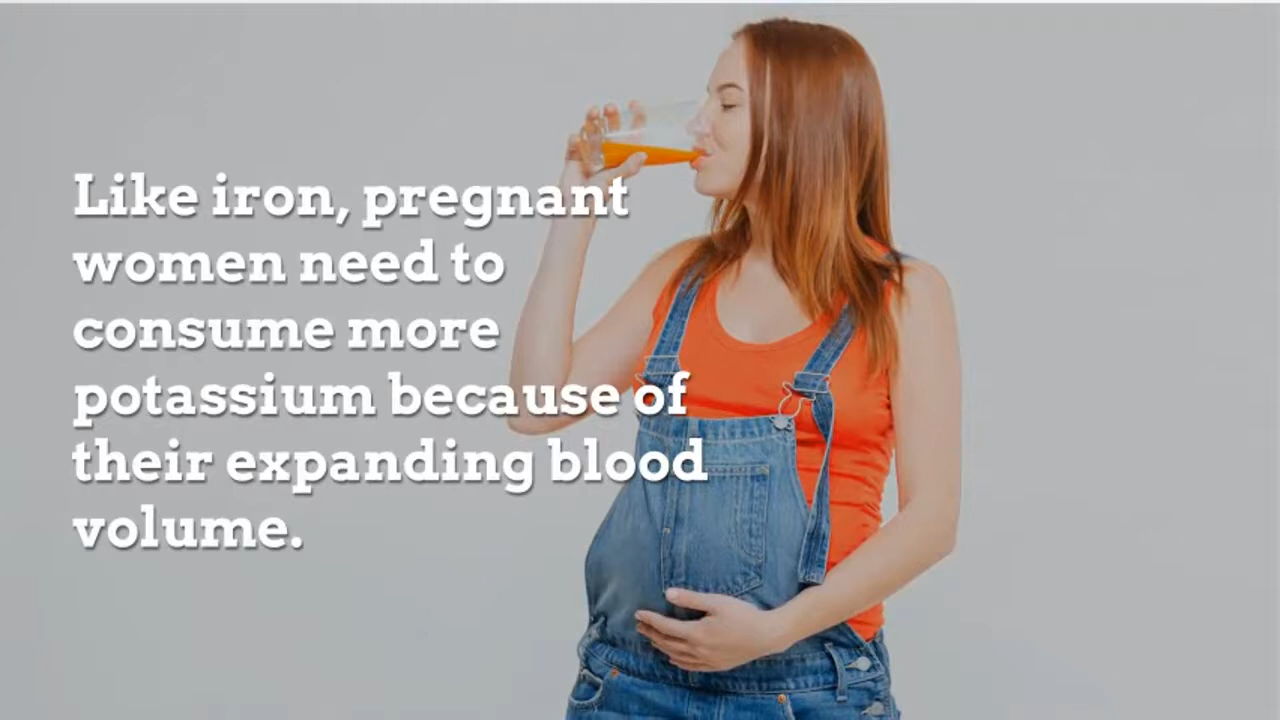 Like iron, pregnant
women need to
consume more
potassium because of
their expanding blood
volume.